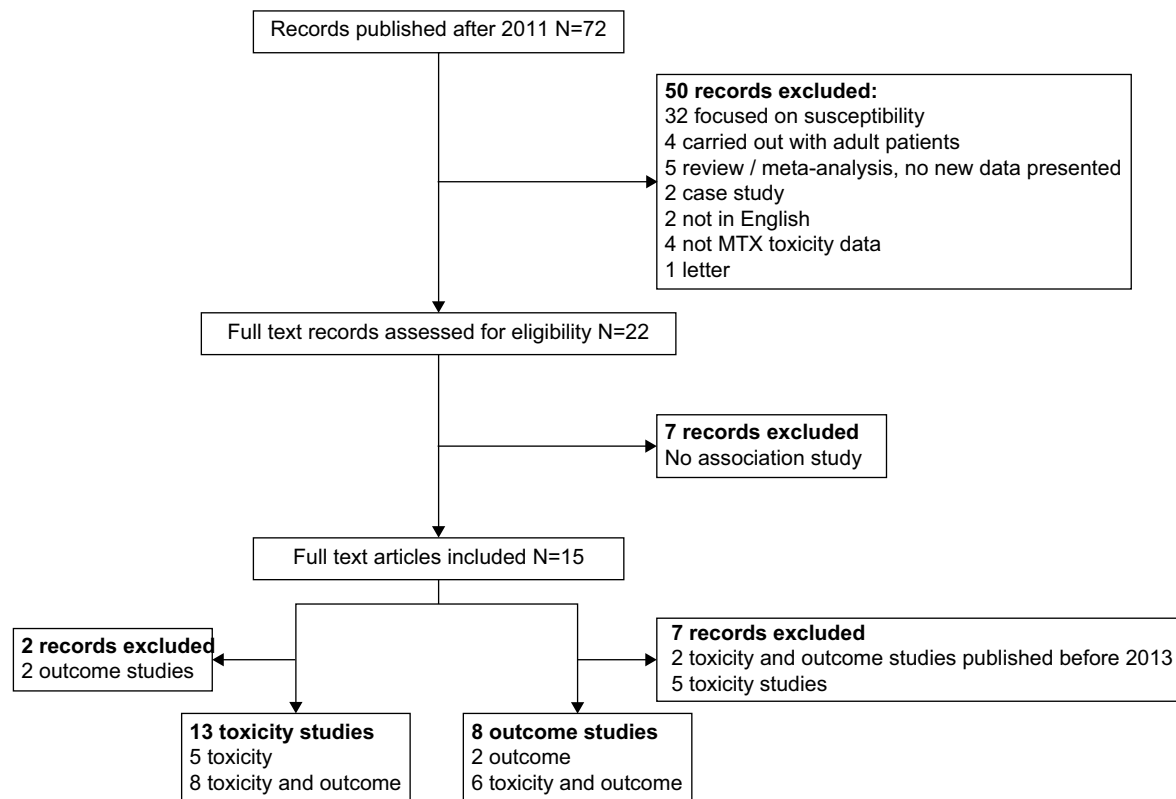 Records published after 2011 N=72
50 records excluded:
32 focused on susceptibility
4 carried out with adult patients
5 review / meta-analysis, no new data presented
2 case study
2 not in English
4 not MTX toxicity data
1 letter
Full text records assessed for eligibility N=22
7 records excluded
No association study
Full text articles included N=15
2 records excluded
2 outcome studies
7 records excluded
2 toxicity and outcome studies published before 2013
5 toxicity studies
13 toxicity studies
5 toxicity
8 toxicity and outcome
8 outcome studies
2 outcome
6 toxicity and outcome